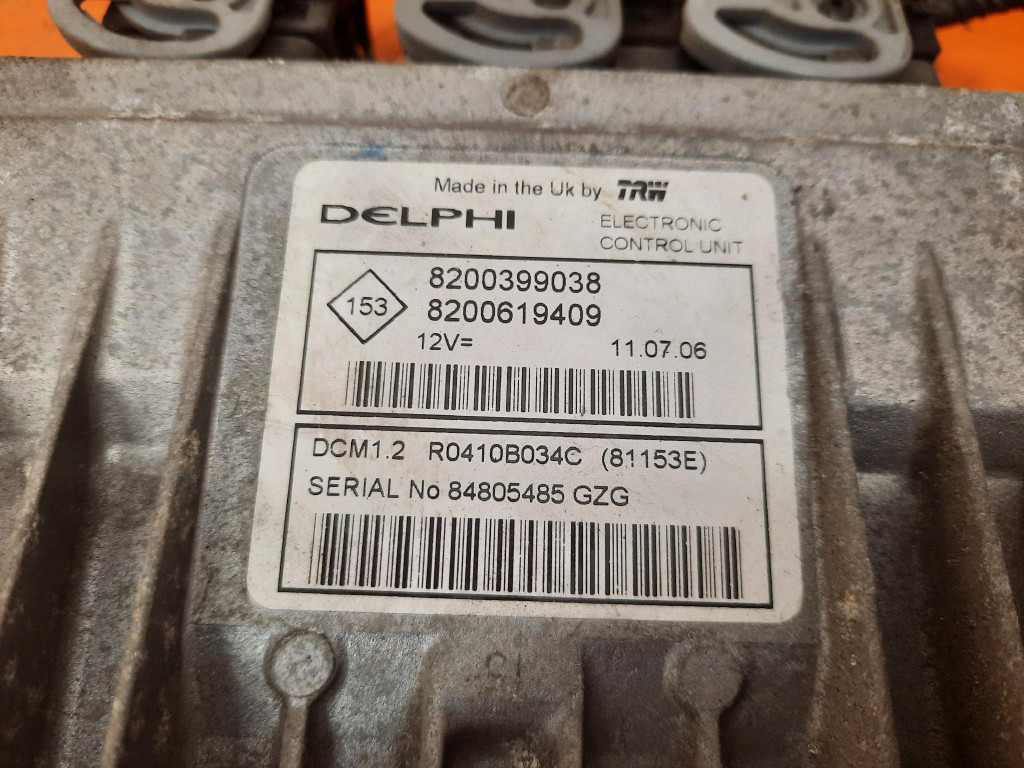 Made in the Uk by TRW
DELPHI
ELECTRONIC
CONTROL UNIT
153
8200399038
8200619409
12V=
11.07.06
DCM1.2 R0410B034C (81153E)
SERIAL No 84805485 GZG